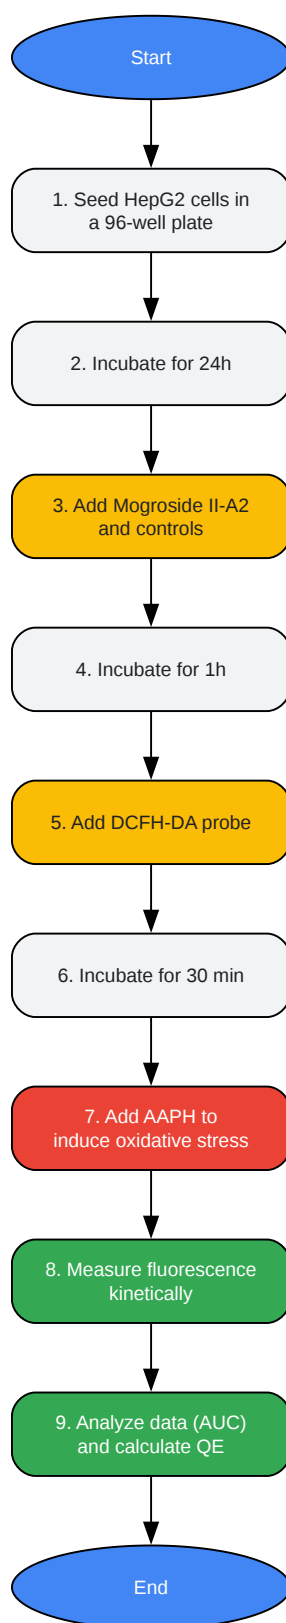 Start
1. Seed HepG2 cells in
a 96-well plate
2. Incubate for 24h
3. Add Mogroside II-A2
and controls
4. Incubate for 1h
5. Add DCFH-DA probe
6. Incubate for 30 min
7. Add AAPH to
induce oxidative stress
8. Measure fluorescence
kinetically
9. Analyze data (AUC)
and calculate QE
End